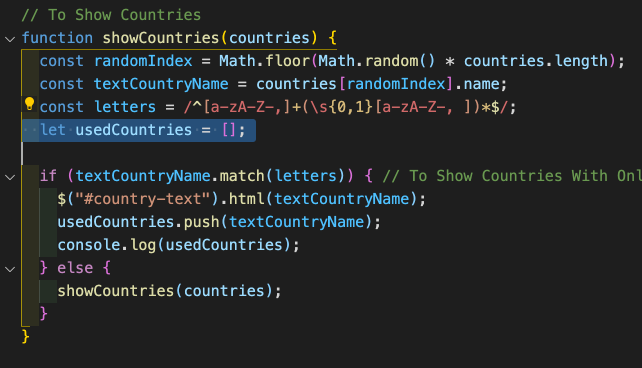 // To Show Countries
function showCountries(countries) {
const randomIndex = Math.floor(Math.random() * countries.length);
const textCountryName = countries[randomIndex].name;
const letters = /^[a-zA-Z-,]+(\s{0,1}[a-zA-Z-, ])*$/;
let usedCountries = [];
if (textCountryName.match(letters)) { // To Show Countries With Onl
$("#country-text").html(textCountryName);
usedCountries.push(textCountryName);
console.log(usedCountries);
} else {
showCountries(countries);
}
}